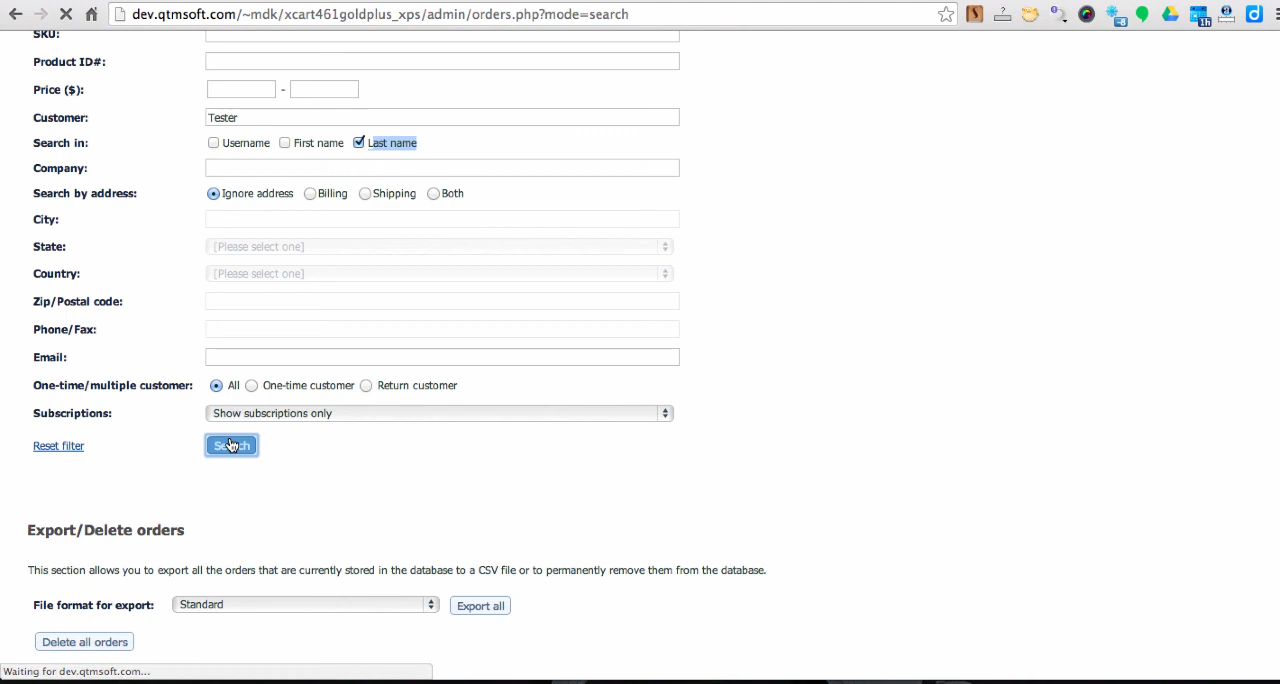 dev.qtmsoft.com/~mdk/xcart461goldplus_xps/admin/orders.php?mode=search
SKU:
Product ID#:
Price ($): -
Customer: Tester
Search in: Username First name Last name
Company:
Search by address: Ignore address Billing Shipping Both
City:
State: [Please select one]
Country: [Please select one]
Zip/Postal code:
Phone/Fax:
Email:
One-time/multiple customer: All One-time customer Return customer
Subscriptions: Show subscriptions only
Reset filter Search
Export/Delete orders
This section allows you to export all the orders that are currently stored in the database to a CSV file or to permanently remove them from the database.
File format for export: Standard Export all
Delete all orders
Waiting for dev.qtmsoft.com...